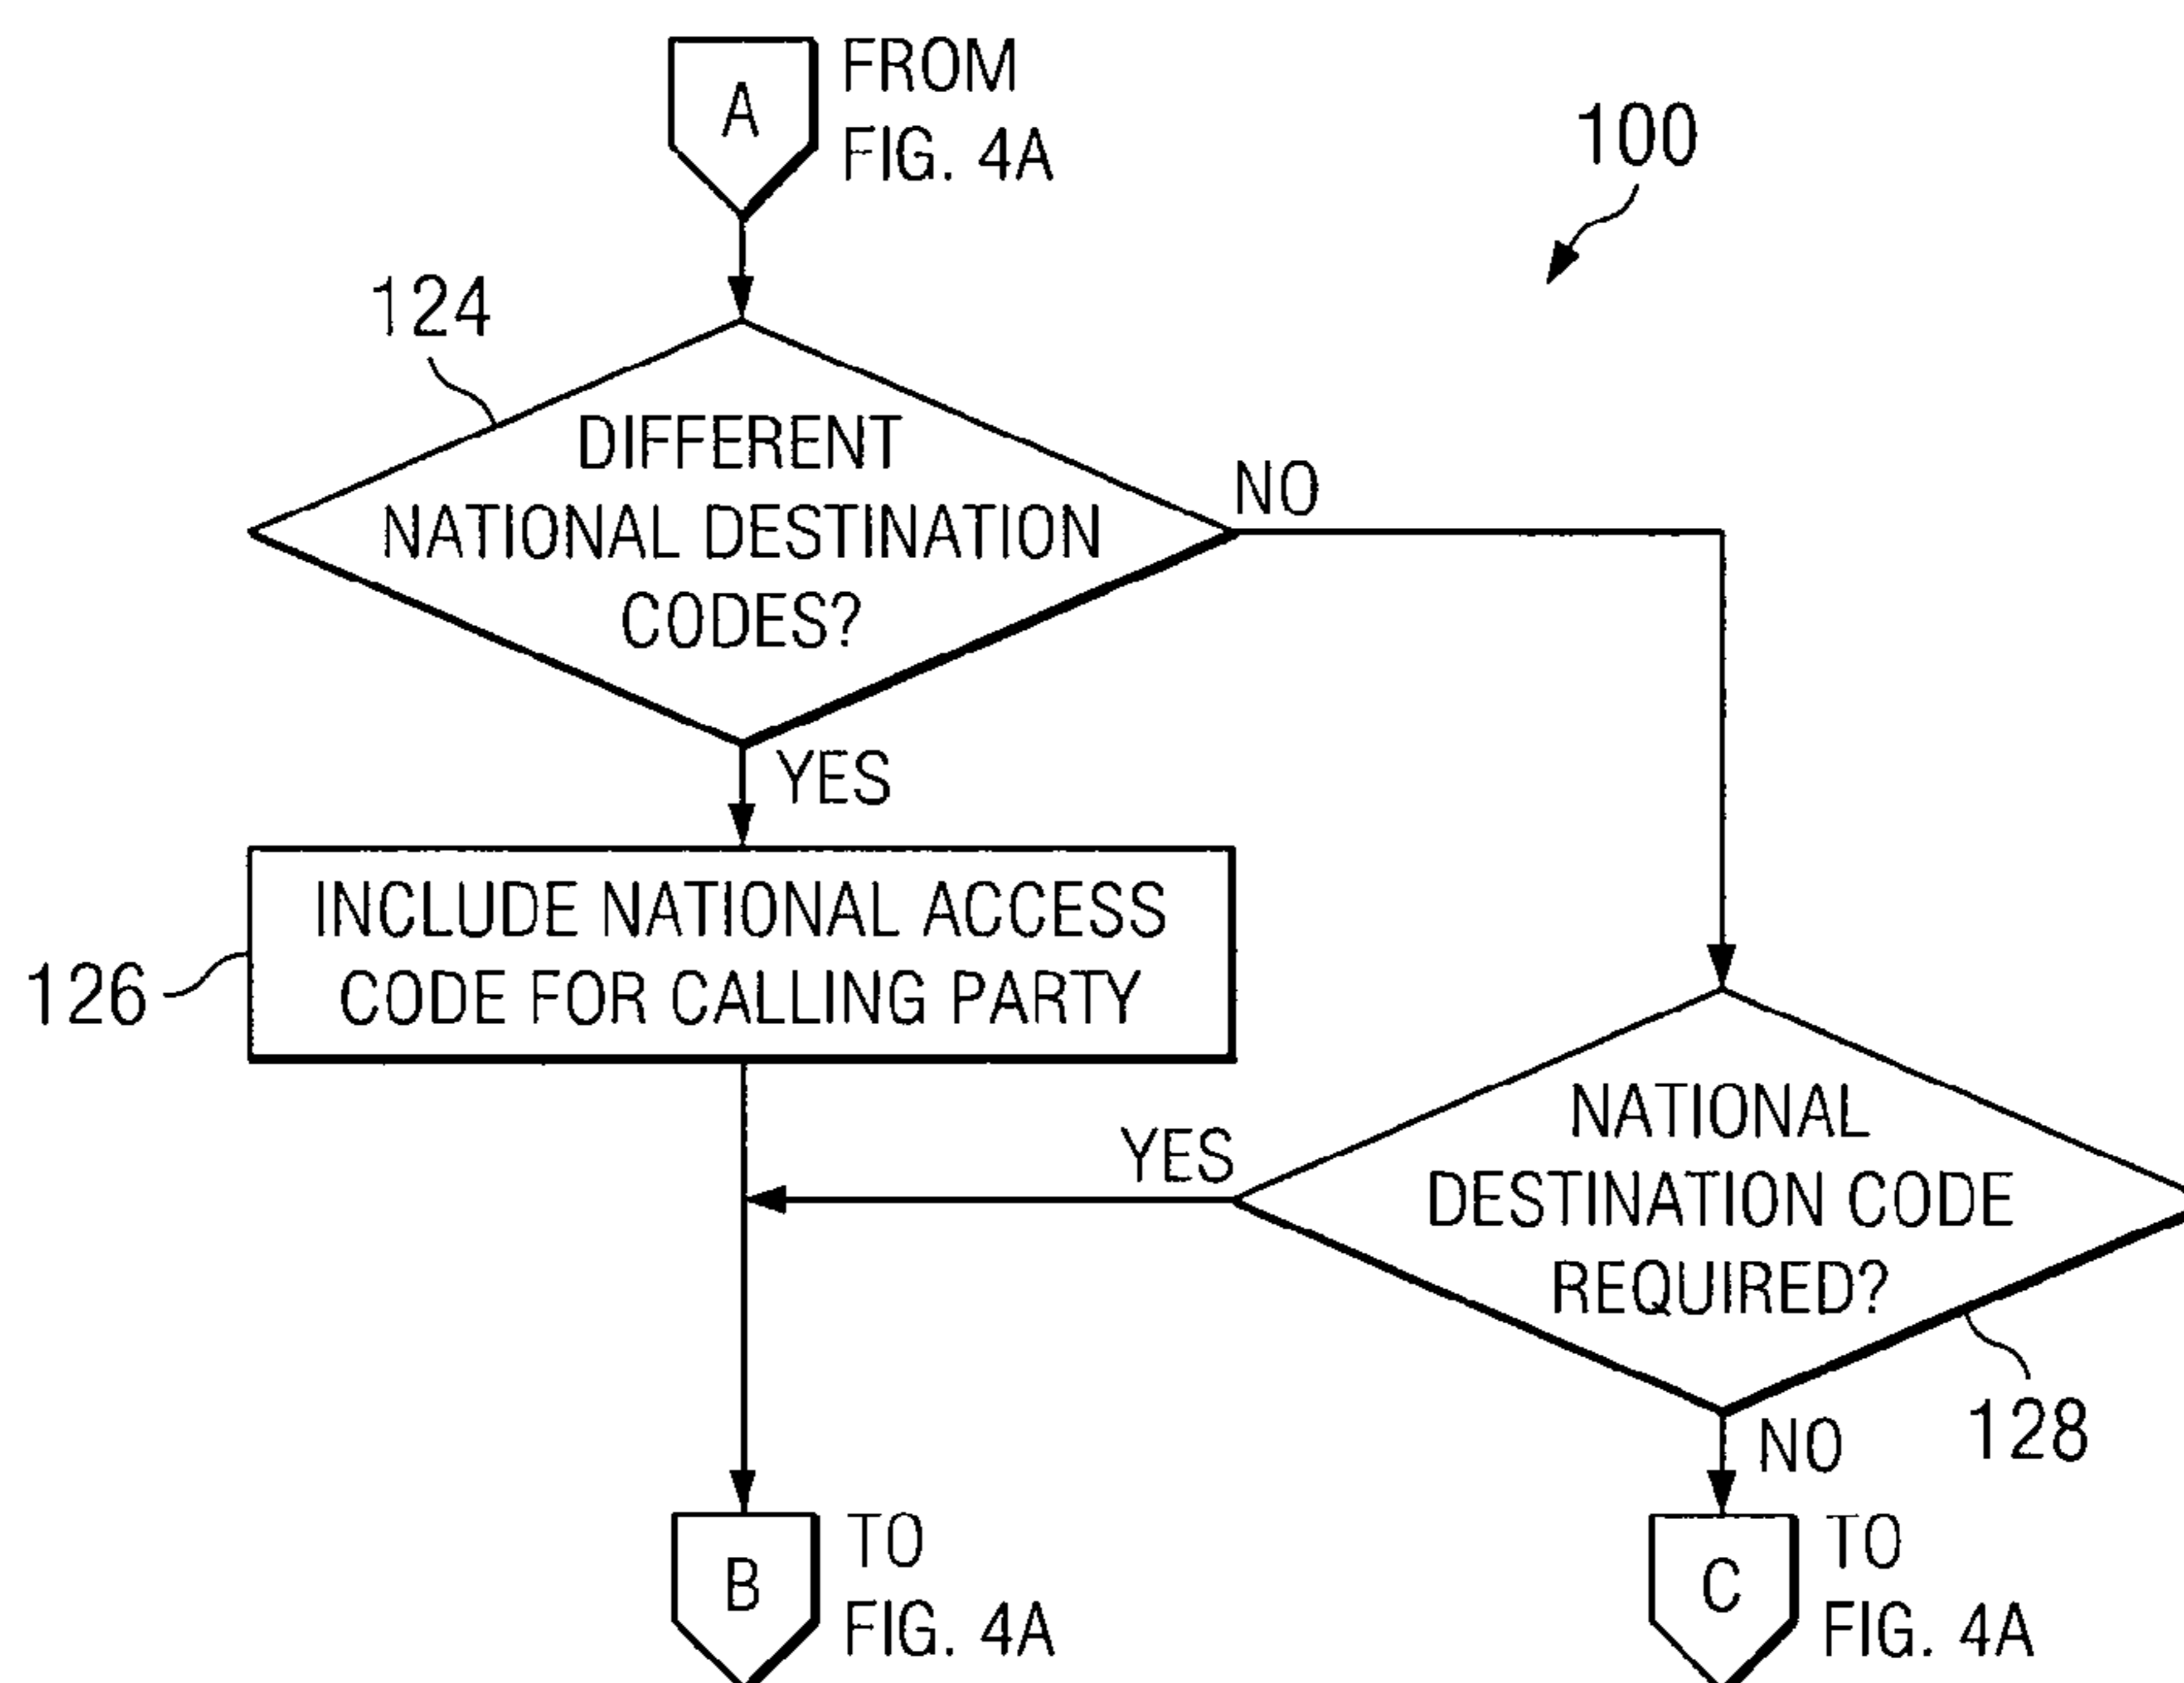 A
FROM
FIG. 4A
100
124
DIFFERENT
NATIONAL DESTINATION
CODES?
NO
YES
INCLUDE NATIONAL ACCESS
CODE FOR CALLING PARTY
126
NATIONAL
DESTINATION CODE
REQUIRED?
YES
128
NO
B
TO
FIG. 4A
C
TO
FIG. 4A